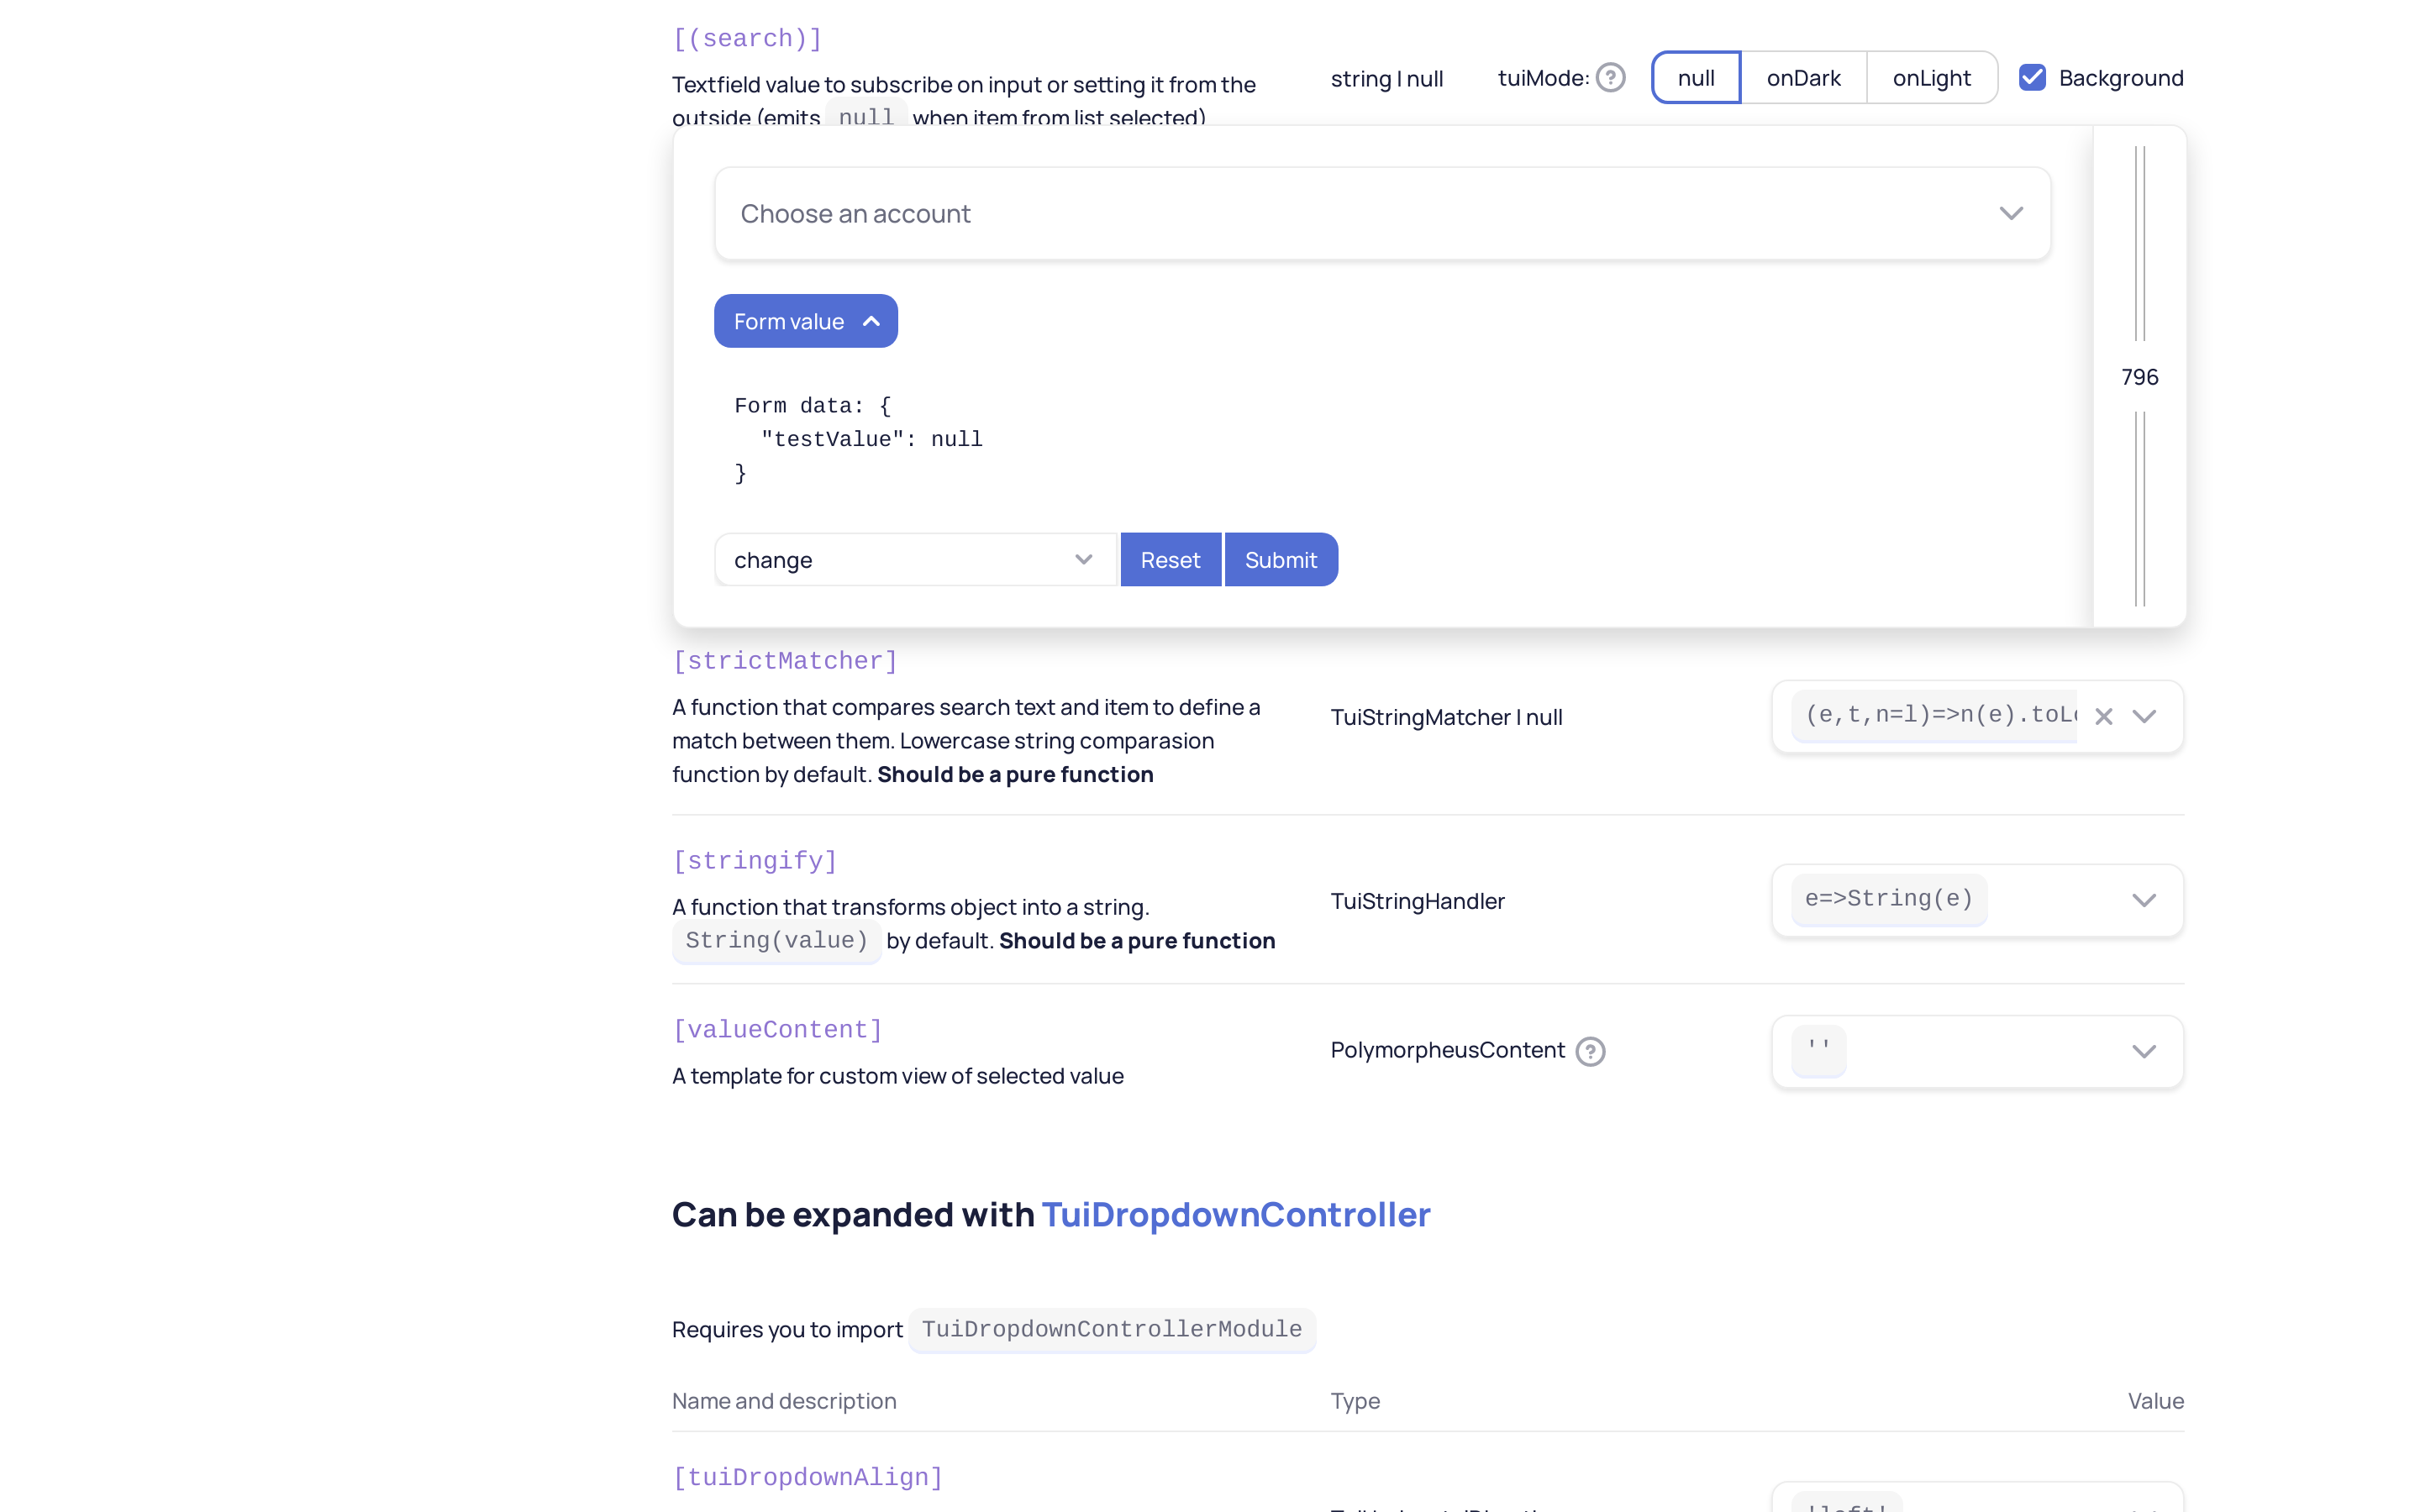 [(search)]
Textfield value to subscribe on input or setting it from the
outside (emits null when item from list selected)
string | null
tuiMode:
null
onDark
onLight
Background
Choose an account
Form value
796
Form data: {
"testValue": null
}
change
Reset
Submit
[strictMatcher]
A function that compares search text and item to define a
match between them. Lowercase string comparasion
function by default. Should be a pure function
TuiStringMatcher | null
(e,t,n=l)=>n(e).toL
[stringify]
A function that transforms object into a string.
String(value) by default. Should be a pure function
TuiStringHandler
e=>String(e)
[valueContent]
A template for custom view of selected value
PolymorpheusContent
''
Can be expanded with TuiDropdownController
Requires you to import TuiDropdownControllerModule
Name and description
Type
Value
[tuiDropdownAlign]